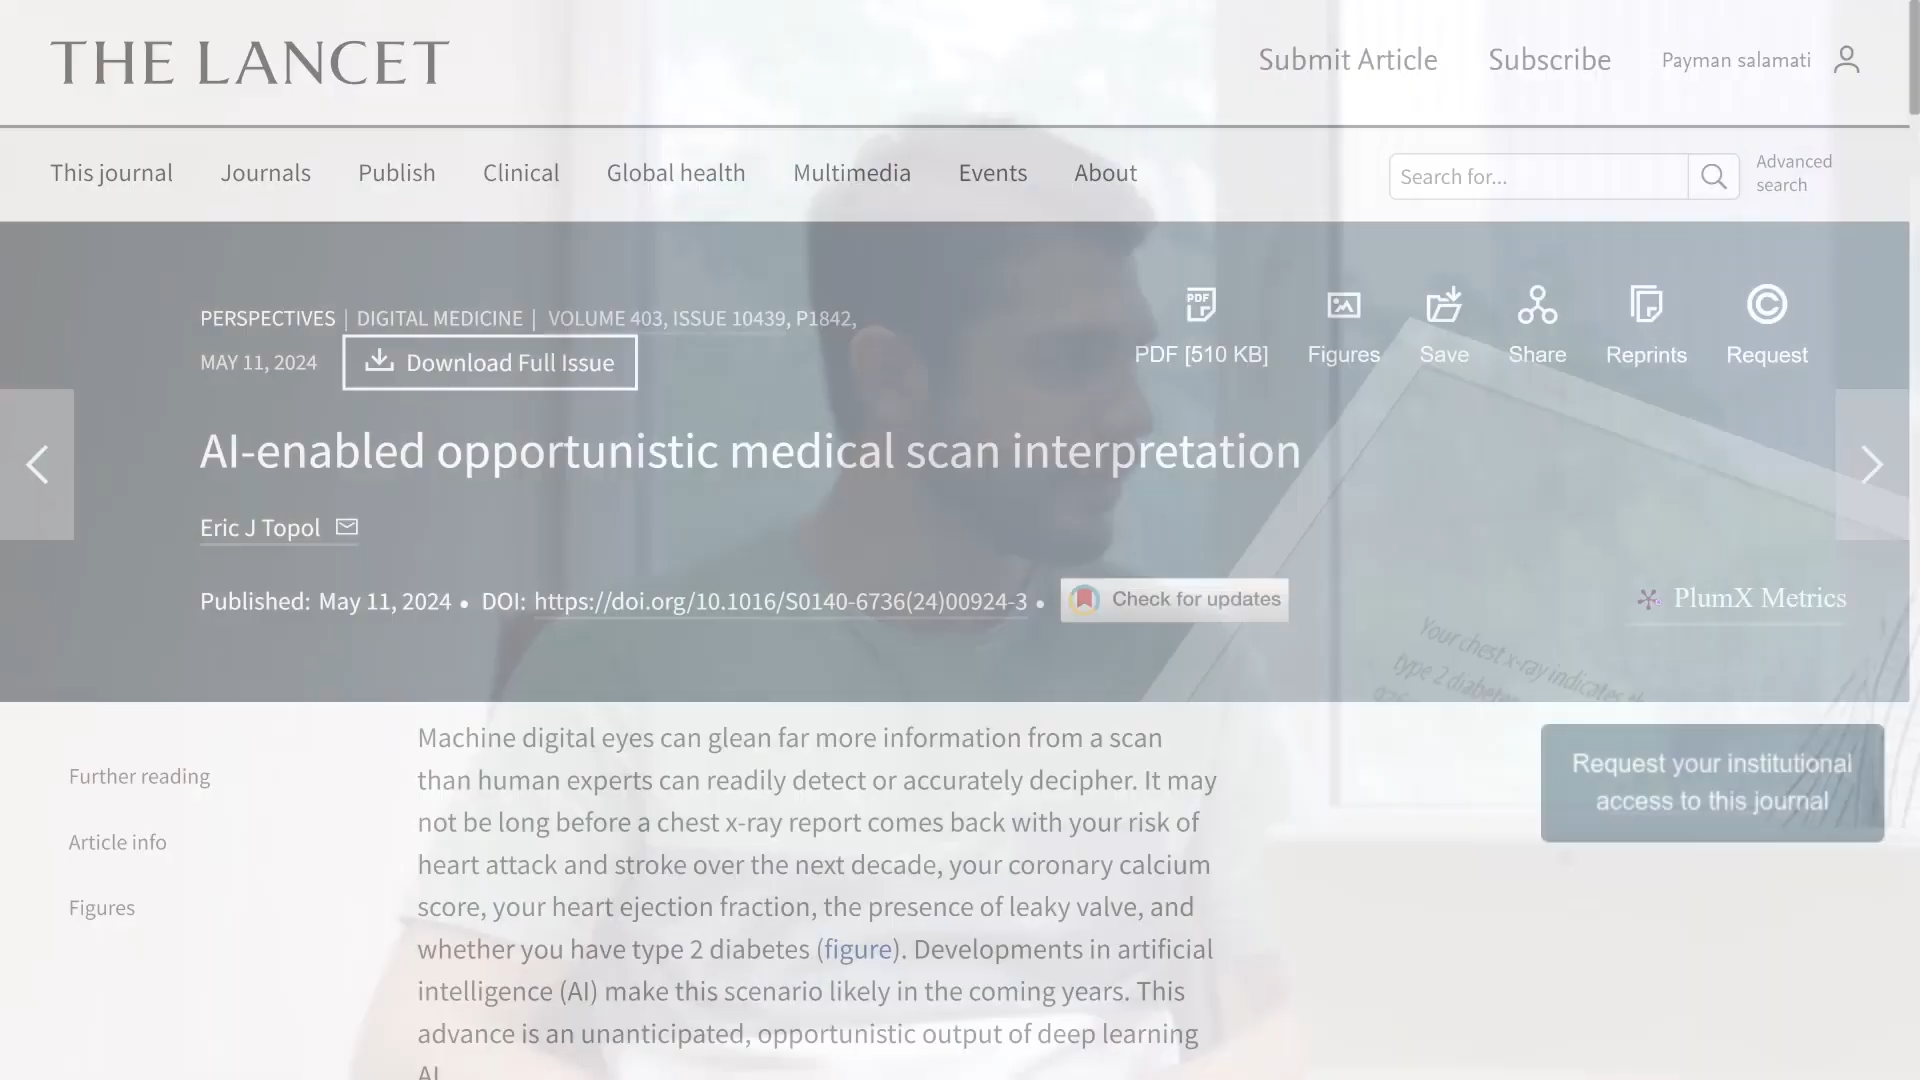 THE LANCET
Submit Article
Subscribe
Payman salamati
This journal
Journals
Publish
Clinical
Global health
Multimedia
Events
About
Search for...
Advanced
search
PERSPECTIVES | DIGITAL MEDICINE | VOLUME 403, ISSUE 10439, P1842,
MAY 11, 2024
Download Full Issue
PDF
PDF [510 KB]
Figures
Save
Share
Reprints
Request
AI-enabled opportunistic medical scan interpretation
Eric J Topol
Published: May 11, 2024 • DOI: https://doi.org/10.1016/S0140-6736(24)00924-3 •
Check for updates
PlumX Metrics
Your chest x-ray indicates
type 2 diabetes
Further reading
Article info
Figures
Machine digital eyes can glean far more information from a scan
than human experts can readily detect or accurately decipher. It may
not be long before a chest x-ray report comes back with your risk of
heart attack and stroke over the next decade, your coronary calcium
score, your heart ejection fraction, the presence of leaky valve, and
whether you have type 2 diabetes (figure). Developments in artificial
intelligence (AI) make this scenario likely in the coming years. This
advance is an unanticipated, opportunistic output of deep learning
AI
Request your institutional
access to this journal